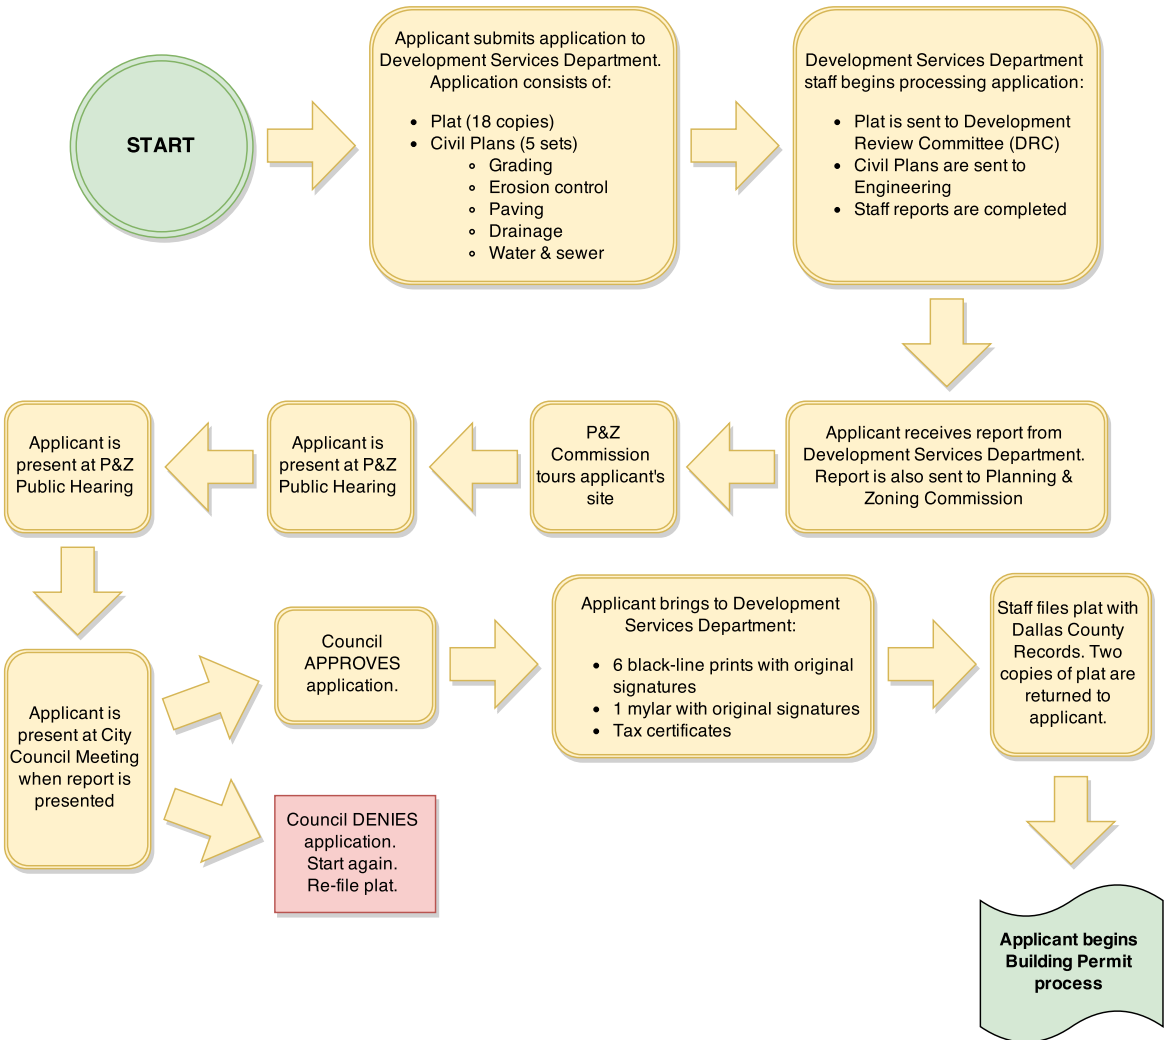 START
Applicant submits application to
Development Services Department.
Application consists of:
• Plat (18 copies)
• Civil Plans (5 sets)
◦ Grading
◦ Erosion control
◦ Paving
◦ Drainage
◦ Water & sewer
Development Services Department
staff begins processing application:
• Plat is sent to Development
Review Committee (DRC)
• Civil Plans are sent to
Engineering
• Staff reports are completed
Applicant receives report from
Development Services Department.
Report is also sent to Planning &
Zoning Commission
P&Z
Commission
tours applicant's
site
Applicant is
present at P&Z
Public Hearing
Applicant is
present at P&Z
Public Hearing
Applicant is
present at City
Council Meeting
when report is
presented
Council
APPROVES
application.
Council DENIES
application.
Start again.
Re-file plat.
Applicant brings to Development
Services Department:
• 6 black-line prints with original
signatures
• 1 mylar with original signatures
• Tax certificates
Staff files plat with
Dallas County
Records. Two
copies of plat are
returned to
applicant.
Applicant begins
Building Permit
process